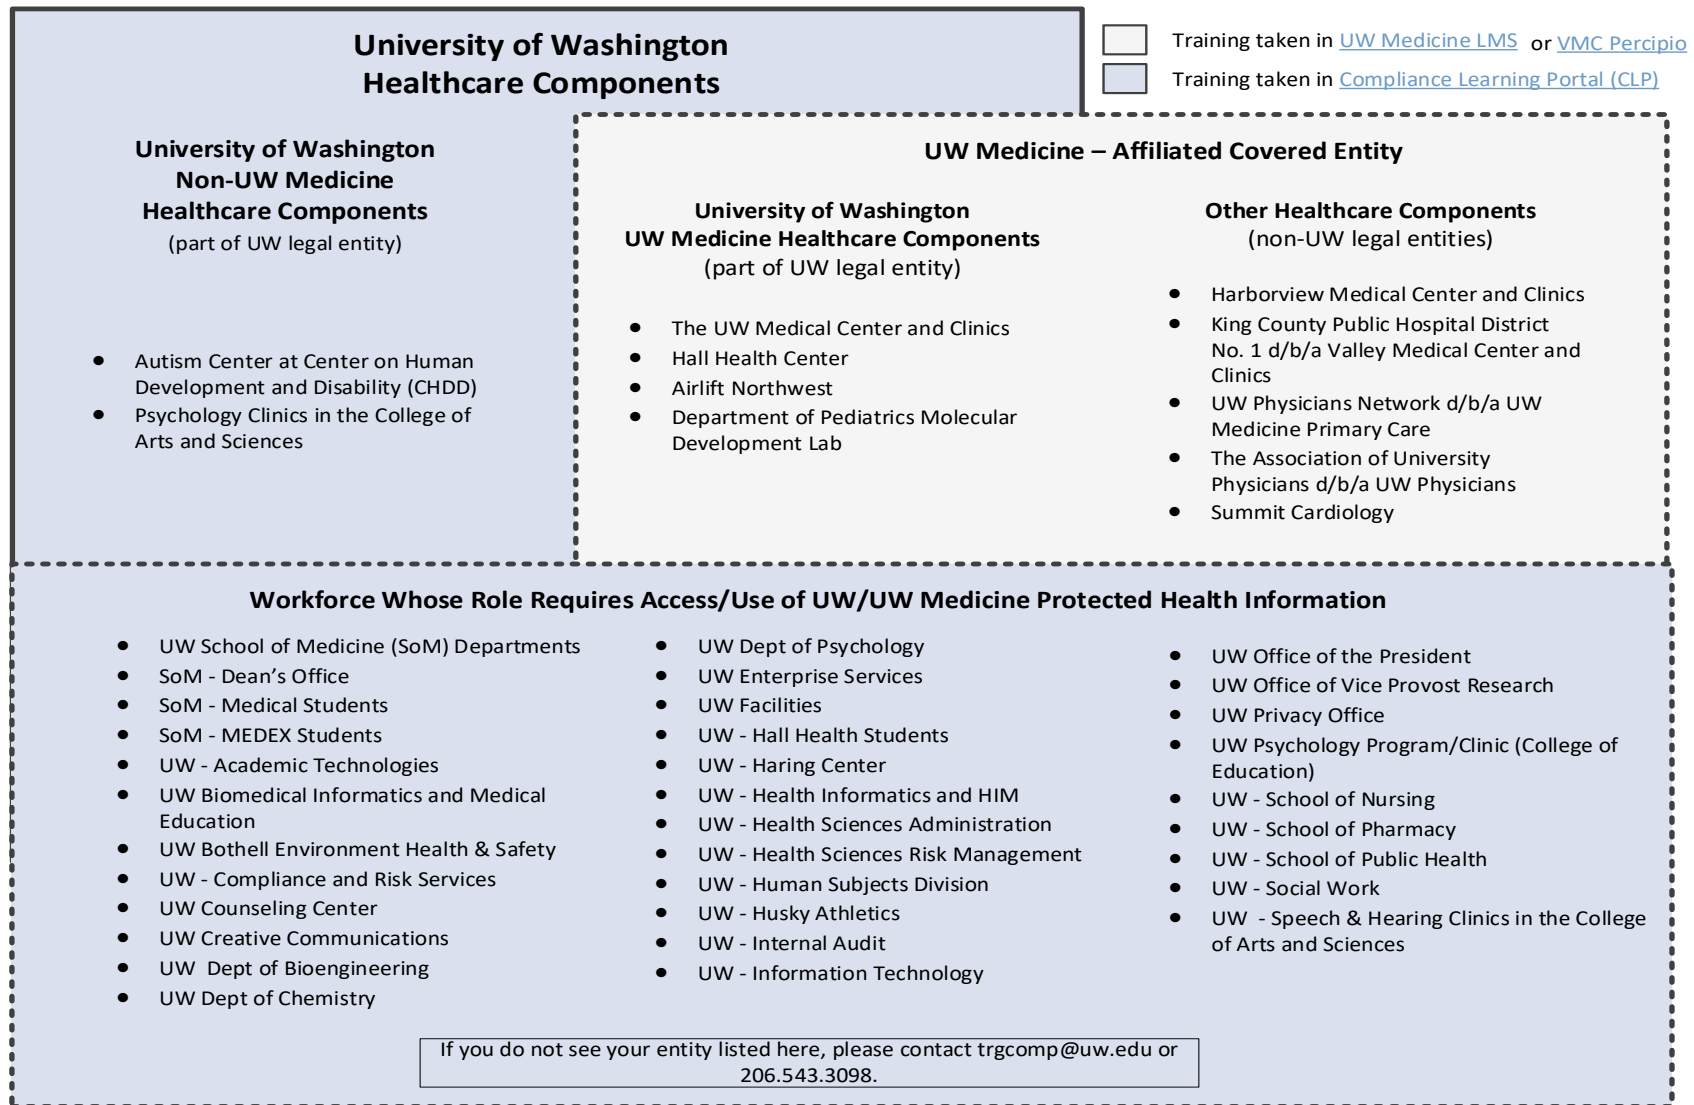 University of Washington
Healthcare Components
Training taken in UW Medicine LMS or VMC Percipio
Training taken in Compliance Learning Portal (CLP)
University of Washington
Non-UW Medicine
Healthcare Components
(part of UW legal entity)
● Autism Center at Center on Human
Development and Disability (CHDD)
● Psychology Clinics in the College of
Arts and Sciences
UW Medicine – Affiliated Covered Entity
University of Washington
UW Medicine Healthcare Components
(part of UW legal entity)
● The UW Medical Center and Clinics
● Hall Health Center
● Airlift Northwest
● Department of Pediatrics Molecular
Development Lab
Other Healthcare Components
(non-UW legal entities)
● Harborview Medical Center and Clinics
● King County Public Hospital District
No. 1 d/b/a Valley Medical Center and
Clinics
● UW Physicians Network d/b/a UW
Medicine Primary Care
● The Association of University
Physicians d/b/a UW Physicians
● Summit Cardiology
Workforce Whose Role Requires Access/Use of UW/UW Medicine Protected Health Information
● UW School of Medicine (SoM) Departments
● SoM - Dean’s Office
● SoM - Medical Students
● SoM - MEDEX Students
● UW - Academic Technologies
● UW Biomedical Informatics and Medical
Education
● UW Bothell Environment Health & Safety
● UW - Compliance and Risk Services
● UW Counseling Center
● UW Creative Communications
● UW Dept of Bioengineering
● UW Dept of Chemistry
● UW Dept of Psychology
● UW Enterprise Services
● UW Facilities
● UW - Hall Health Students
● UW - Haring Center
● UW - Health Informatics and HIM
● UW - Health Sciences Administration
● UW - Health Sciences Risk Management
● UW - Human Subjects Division
● UW - Husky Athletics
● UW - Internal Audit
● UW - Information Technology
● UW Office of the President
● UW Office of Vice Provost Research
● UW Privacy Office
● UW Psychology Program/Clinic (College of
Education)
● UW - School of Nursing
● UW - School of Pharmacy
● UW - School of Public Health
● UW - Social Work
● UW - Speech & Hearing Clinics in the College
of Arts and Sciences
If you do not see your entity listed here, please contact trgcomp@uw.edu or
206.543.3098.